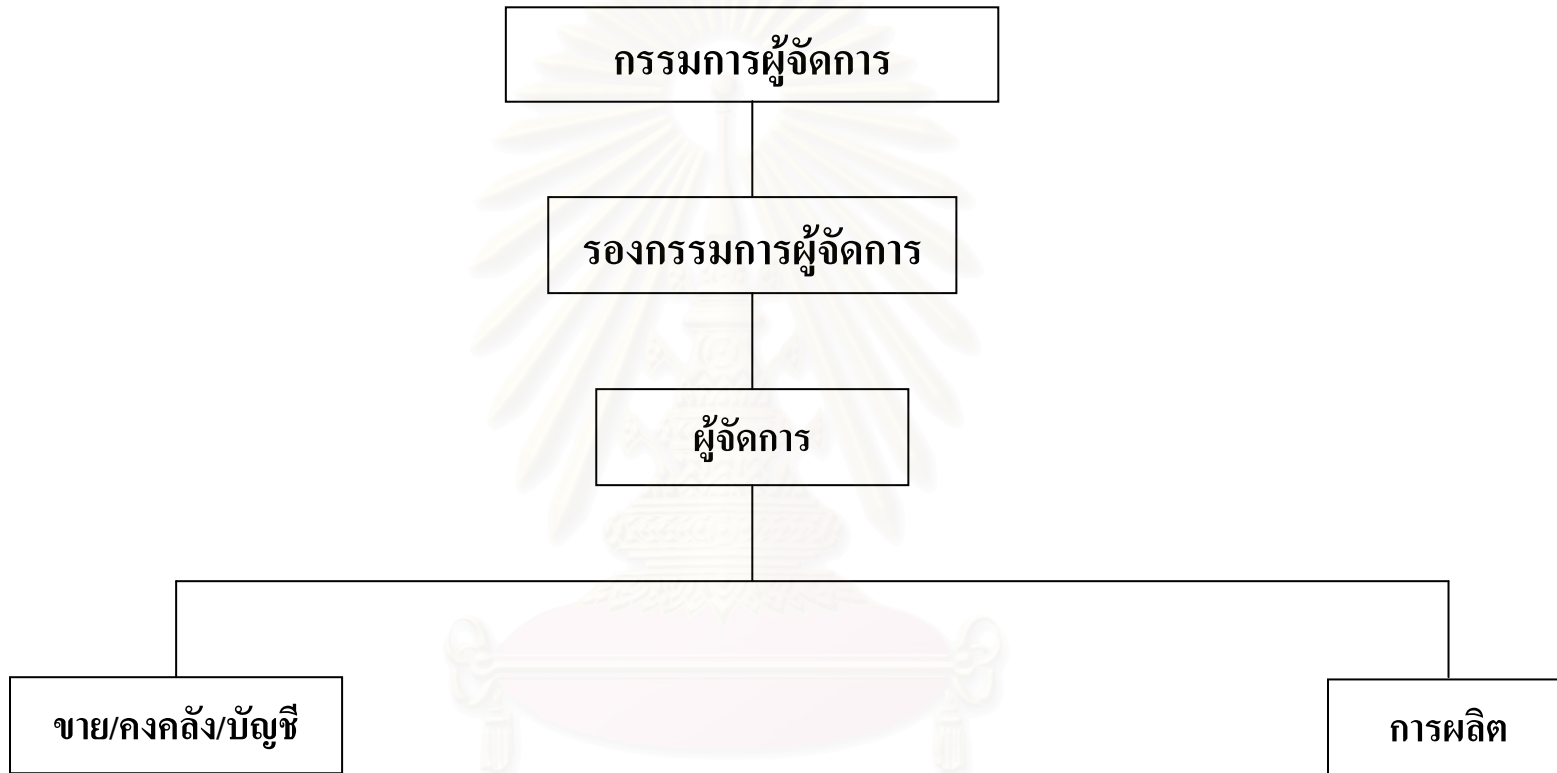 กรรมการผู้จัดการ
รองกรรมการผู้จัดการ
ผู้จัดการ
ขาย/คงคลัง/บัญชี
การผลิต